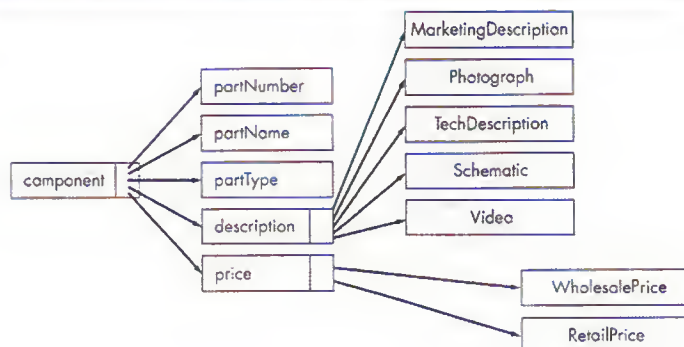 MarketingDescription
partNumber
Photograph
partName
TechDescription
component
partType
Schematic
description
Video
price
WholesalePrice
RetailPrice